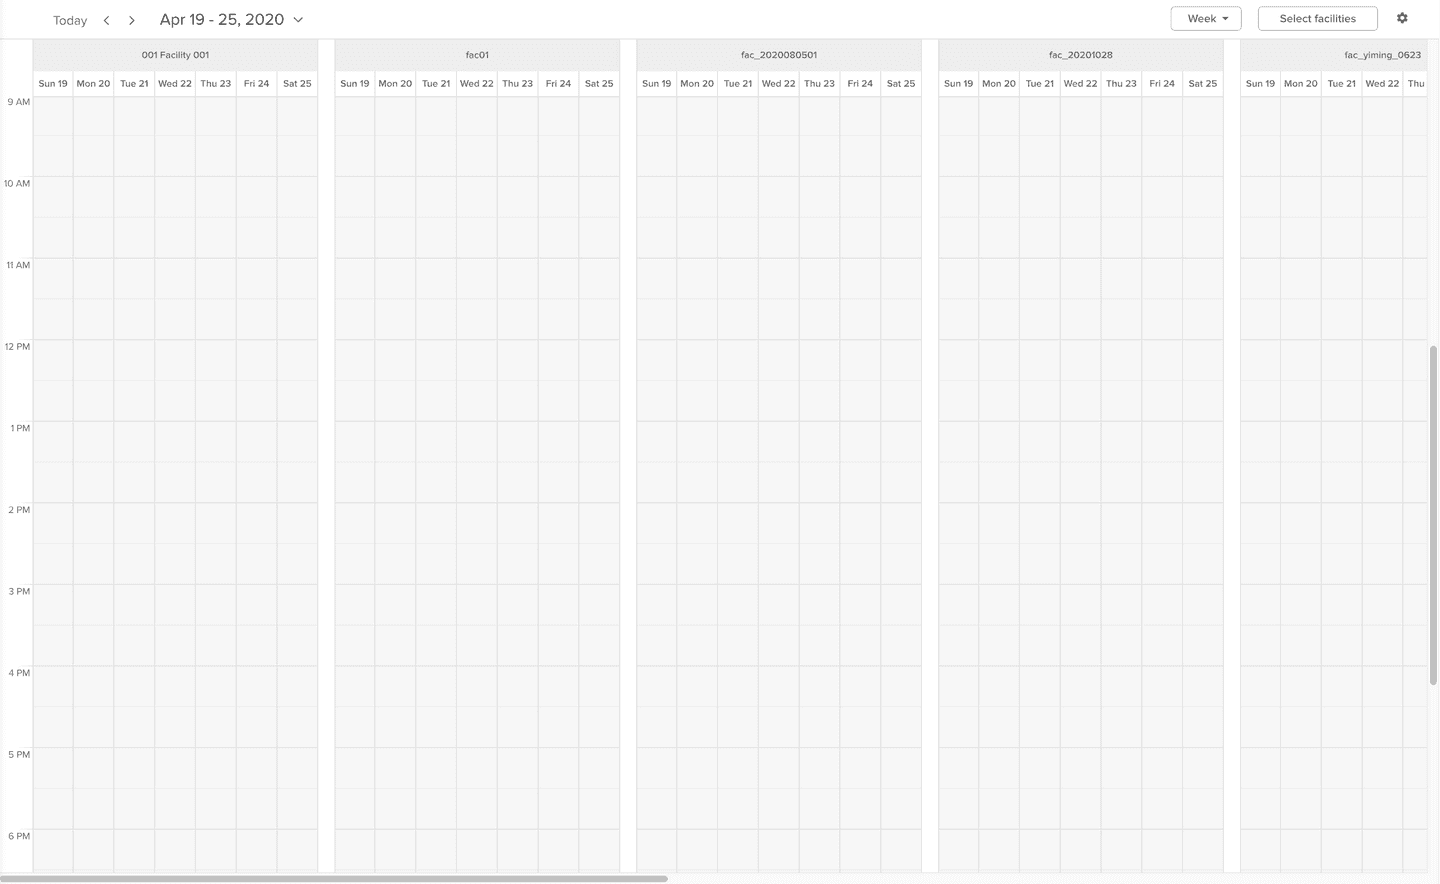 Today Apr 19 - 25, 2020 Week Select facilities
001 Facility 001 fac01 fac_2020080501 fac_20201028 fac_yiming_0623
Sun 19 Mon 20 Tue 21 Wed 22 Thu 23 Fri 24 Sat 25 Sun 19 Mon 20 Tue 21 Wed 22 Thu 23 Fri 24 Sat 25 Sun 19 Mon 20 Tue 21 Wed 22 Thu 23 Fri 24 Sat 25 Sun 19 Mon 20 Tue 21 Wed 22 Thu 23 Fri 24 Sat 25 Sun 19 Mon 20 Tue 21 Wed 22 Thu
9 AM
10 AM
11 AM
12 PM
1 PM
2 PM
3 PM
4 PM
5 PM
6 PM